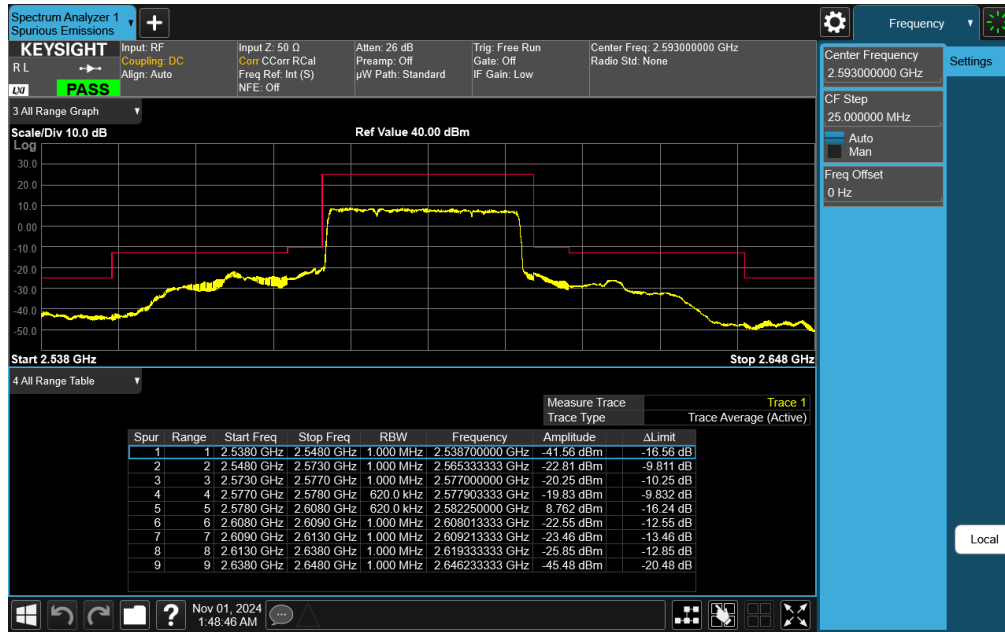 Spectrum Analyzer 1
Spurious Emissions
Frequency
KEYSIGHT
R L
LXI
PASS
Input: RF
Coupling: DC
Align: Auto
Input Z: 50 Ω
Corr CCorr RCal
Freq Ref: Int (S)
NFE: Off
Atten: 26 dB
Preamp: Off
µW Path: Standard
Trig: Free Run
Gate: Off
IF Gain: Low
Center Freq: 2.593000000 GHz
Radio Std: None
Center Frequency
2.593000000 GHz
Settings
CF Step
25.000000 MHz
Auto
Man
Freq Offset
0 Hz
Local
3 All Range Graph
Scale/Div 10.0 dB
Ref Value 40.00 dBm
Log
30.0
20.0
10.0
0.00
-10.0
-20.0
-30.0
-40.0
-50.0
Start 2.538 GHz
Stop 2.648 GHz
4 All Range Table
Measure Trace Trace 1
Trace Type Trace Average (Active)
Spur Range Start Freq Stop Freq RBW Frequency Amplitude ΔLimit
1 1 2.5380 GHz 2.5480 GHz 1.000 MHz 2.538700000 GHz -41.56 dBm -16.56 dB
2 2 2.5480 GHz 2.5730 GHz 1.000 MHz 2.565333333 GHz -22.81 dBm -9.811 dB
3 3 2.5730 GHz 2.5770 GHz 1.000 MHz 2.577000000 GHz -20.25 dBm -10.25 dB
4 4 2.5770 GHz 2.5780 GHz 620.0 kHz 2.577903333 GHz -19.83 dBm -9.832 dB
5 5 2.5780 GHz 2.6080 GHz 620.0 kHz 2.582250000 GHz 8.762 dBm -16.24 dB
6 6 2.6080 GHz 2.6090 GHz 1.000 MHz 2.608013333 GHz -22.55 dBm -12.55 dB
7 7 2.6090 GHz 2.6130 GHz 1.000 MHz 2.609213333 GHz -23.46 dBm -13.46 dB
8 8 2.6130 GHz 2.6380 GHz 1.000 MHz 2.619333333 GHz -25.85 dBm -12.85 dB
9 9 2.6380 GHz 2.6480 GHz 1.000 MHz 2.646233333 GHz -45.48 dBm -20.48 dB
Nov 01, 2024
1:48:46 AM